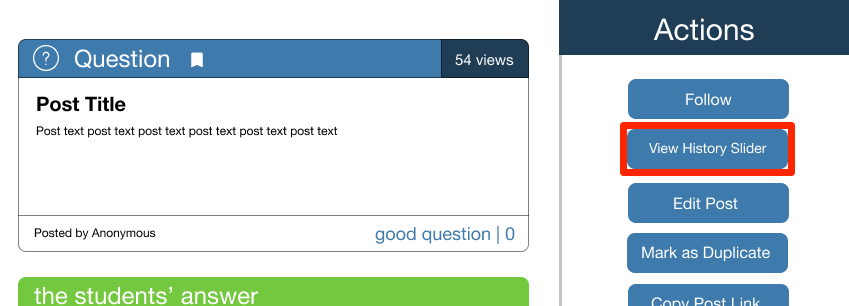 Actions
? Question
54 views
Post Title
Post text post text post text post text post text post text
Posted by Anonymous
good question | 0
the students’ answer
Follow
View History Slider
Edit Post
Mark as Duplicate
Copy Post Link